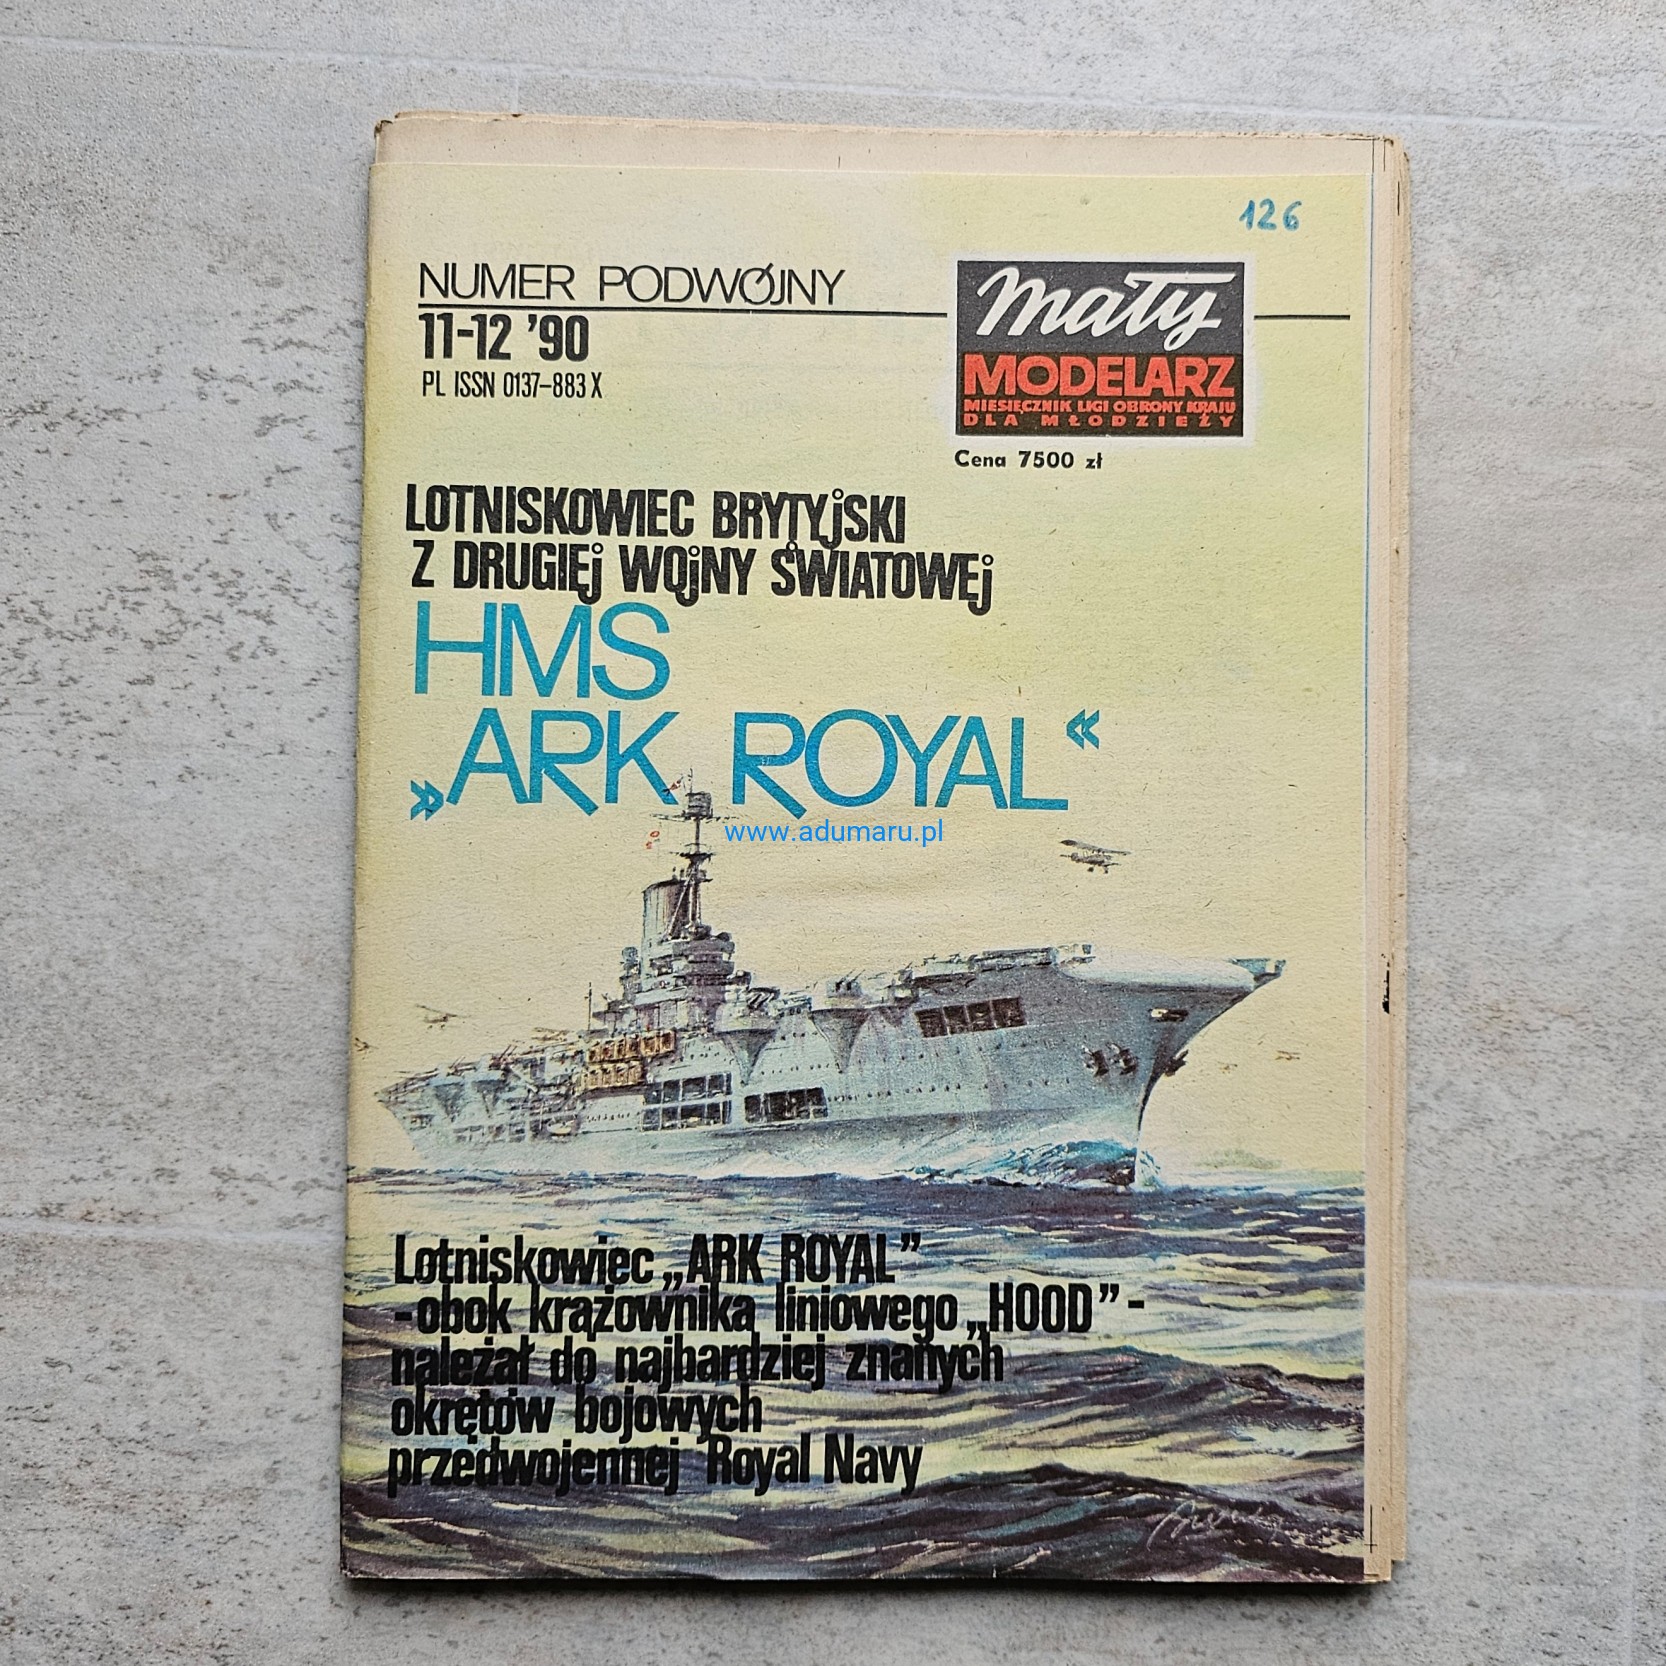 126
NUMER PODWÓJNY
11-12 '90
PL ISSN 0137-883 X
Mały
MODELARZ
MIESIĘCZNIK LIGI OBRONY KRAJU
DLA MŁODZIEŻY
Cena 7500 zł
LOTNISKOWIEC BRYTYjSKI
Z DRUGIEj WOjNY ŚWIATOWEj
HMS
„ARK ROYAL“
www.adumaru.pl
Lotniskowiec „ARK ROYAL”
-obok krążownika liniowego „HOOD”-
należał do najbardziej znanych
okrętów bojowych
przedwojennej Royal Navy